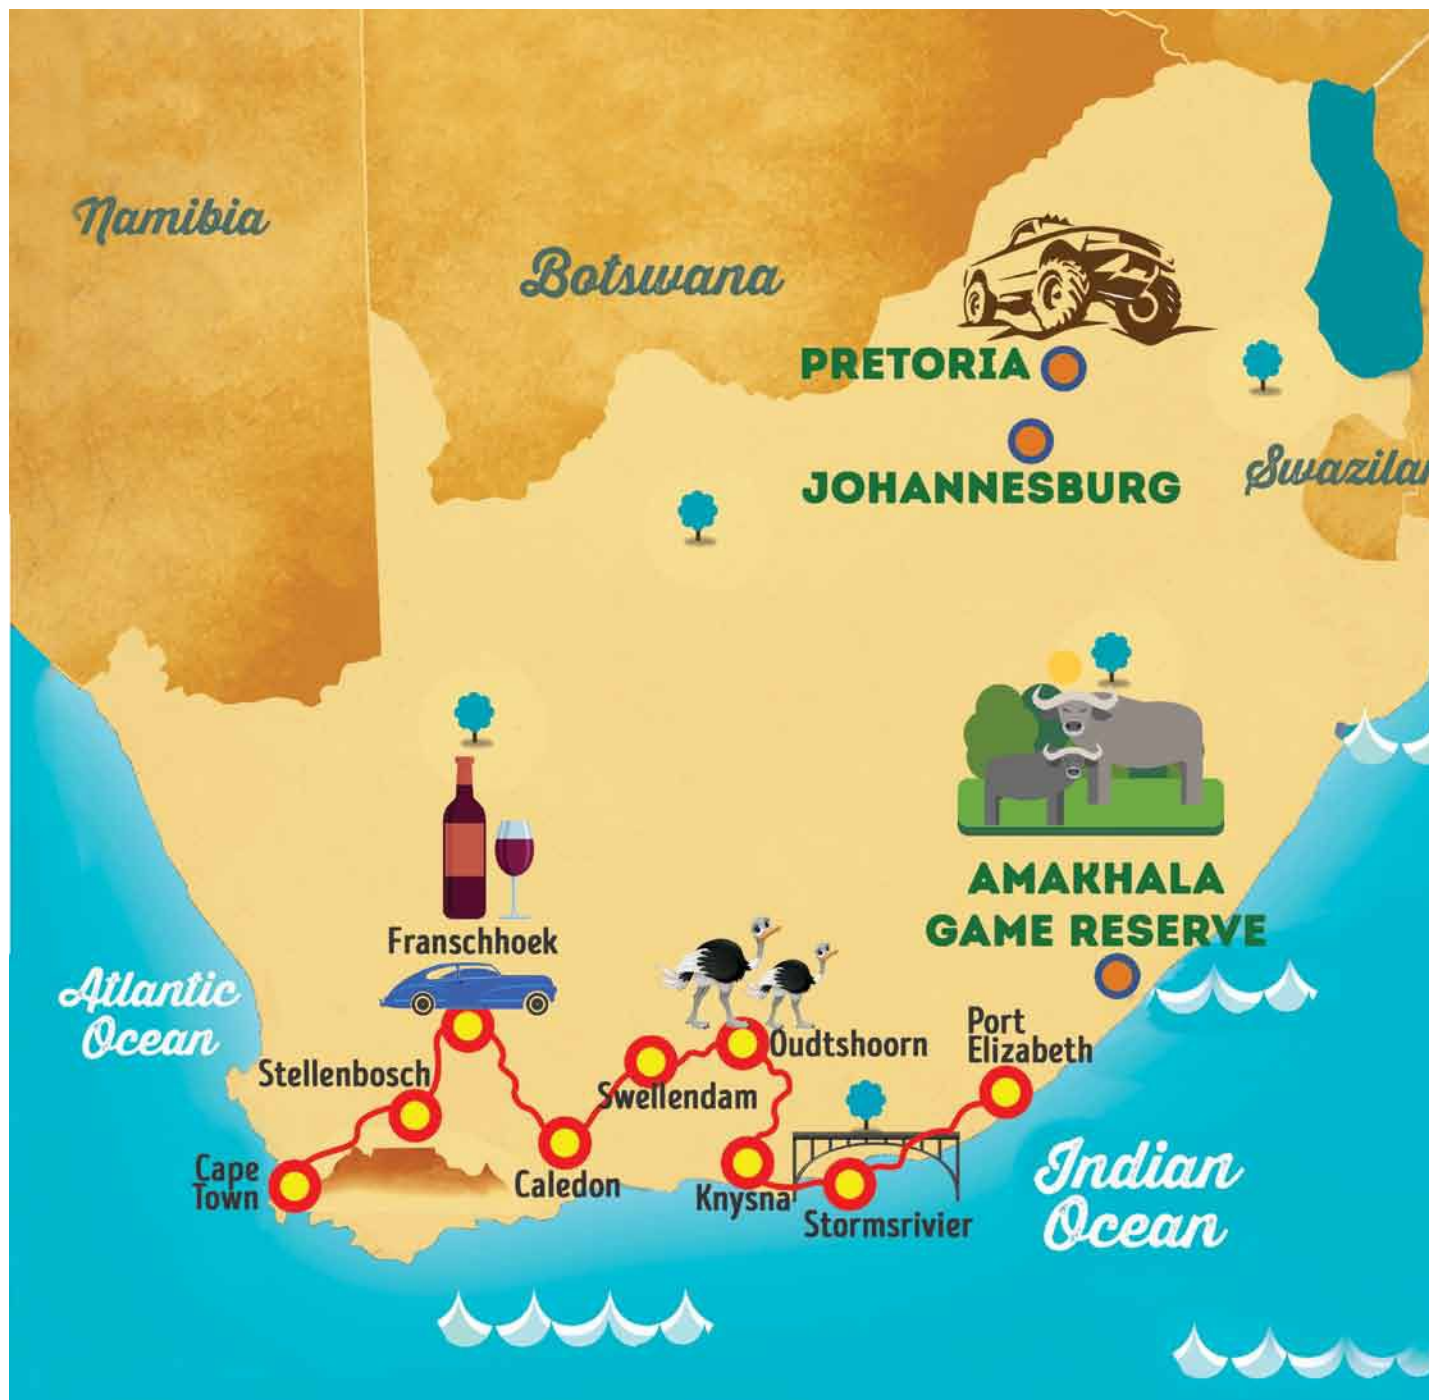 Namibia
Botswana
PRETORIA
JOHANNESBURG
Franschhoek
AMAKHALA
GAME RESERVE
Atlantic
Ocean
Stellenbosch
Swellendam
Oudtshoorn
Port
Elizabeth
Cape
Town
Caledon
Knysna
Stormsrivier
Indian
Ocean